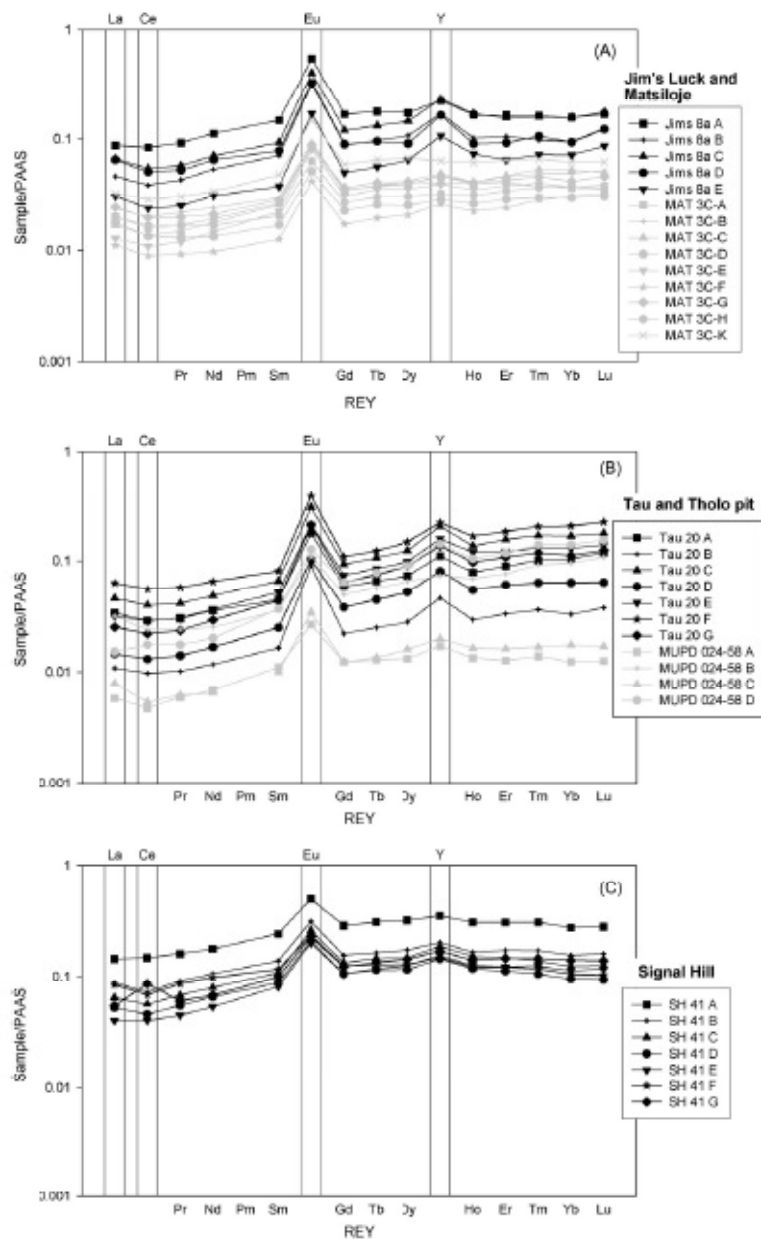 La Ce Eu Y
1
(A)
Jim's Luck and
Matsiloje
0.1
0.01
0.001
Sample/PAAS
Jims 8a A
Jims 8a B
Jims 8a C
Jims 8a D
Jims 8a E
MAT 3C-A
MAT 3C-B
MAT 3C-C
MAT 3C-D
MAT 3C-E
MAT 3C-F
MAT 3C-G
MAT 3C-H
MAT 3C-K
Pr Nd Pm Sm Gd Tb Dy Ho Er Tm Yb Lu
REY
La Ce Eu Y
1
(B)
Tau and Tholo pit
0.1
0.01
0.001
Sample/PAAS
Tau 20 A
Tau 20 B
Tau 20 C
Tau 20 D
Tau 20 E
Tau 20 F
Tau 20 G
MUPD 024-58 A
MUPD 024-58 B
MUPD 024-58 C
MUPD 024-58 D
Pr Nd Pm Sm Gd Tb Dy Ho Er Tm Yb Lu
REY
La Ce Eu Y
1
(C)
Signal Hill
0.1
0.01
0.001
Sample/PAAS
SH 41 A
SH 41 B
SH 41 C
SH 41 D
SH 41 E
SH 41 F
SH 41 G
Pr Nd Pm Sm Gd Tb Dy Ho Er Tm Yb Lu
REY